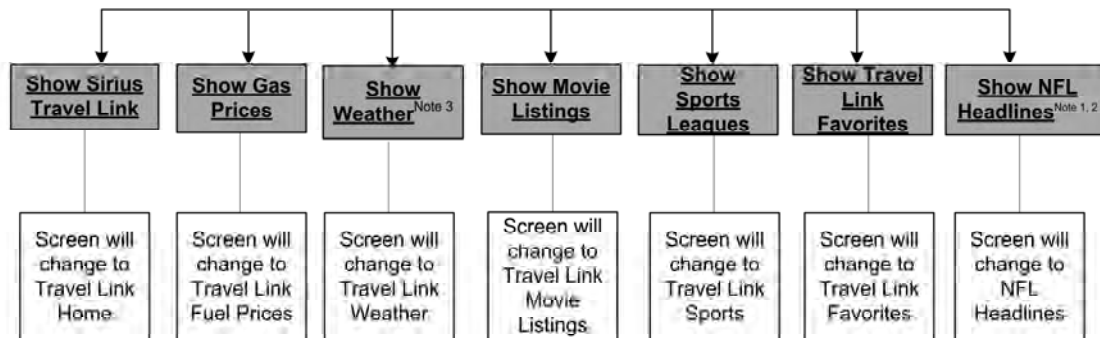 Show Sirius
Travel Link
Show Gas
Prices
Show
Weather Note 3
Show Movie
Listings
Show
Sports
Leagues
Show Travel
Link
Favorites
Show NFL
Headlines Note 1, 2
Screen will
change to
Travel Link
Home
Screen will
change to
Travel Link
Fuel Prices
Screen will
change to
Travel Link
Weather
Screen will
change to
Travel Link
Movie
Listings
Screen will
change to
Travel Link
Sports
Screen will
change to
Travel Link
Favorites
Screen will
change to
NFL
Headlines